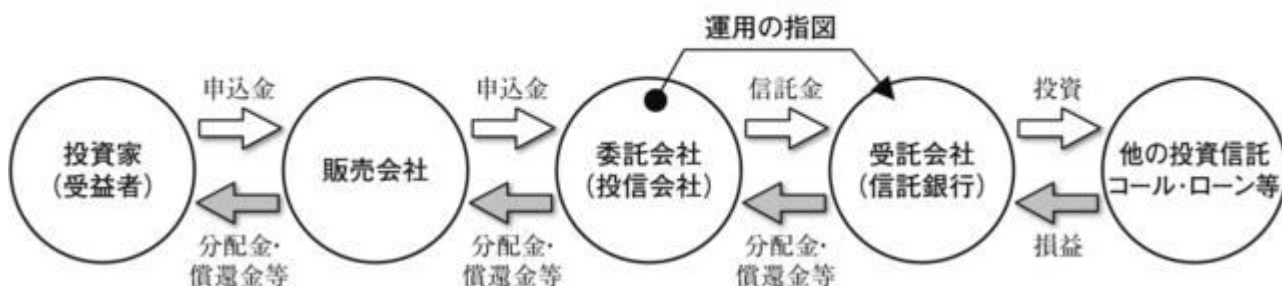 運用の指図
申込金
申込金
信託金
投資
投資家
(受益者)
販売会社
委託会社
(投信会社)
受託会社
(信託銀行)
他の投資信託
コール・ローン等
分配金・
償還金等
分配金・
償還金等
分配金・
償還金等
損益